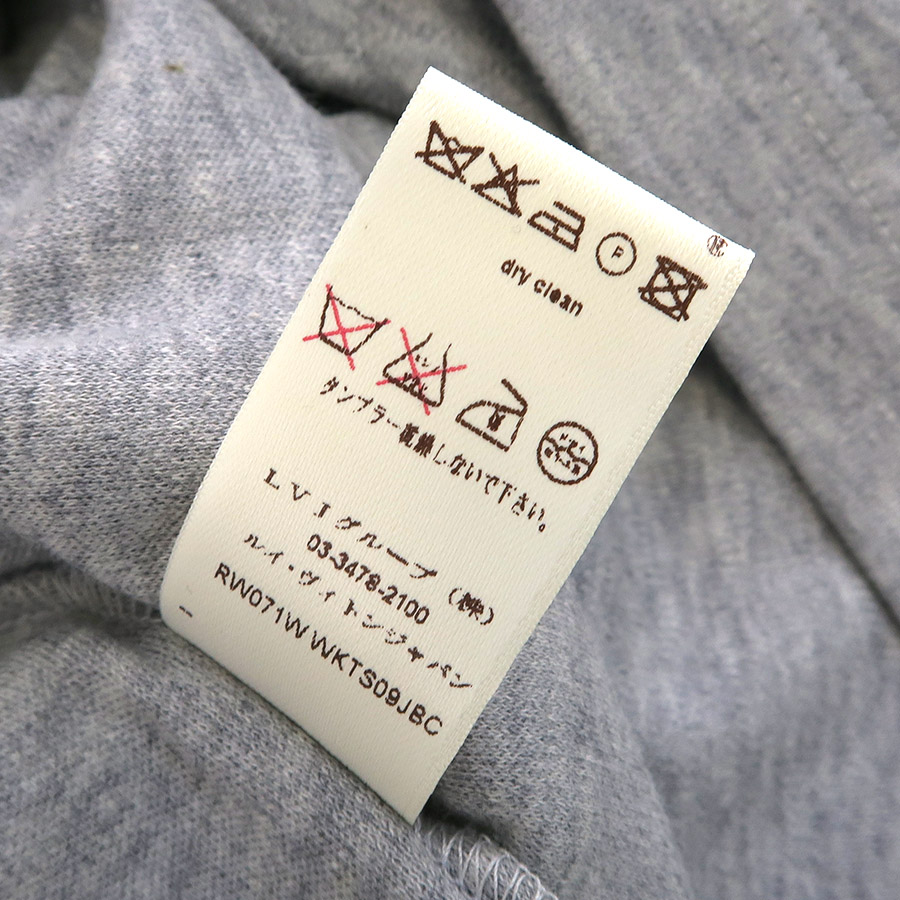 P
dry clean
タンブラー乾燥しないで下さい。
LVJグループ(株)
03-3478-2100
ルイ・ヴィトンジャパン
RW071W WKTS09JBC